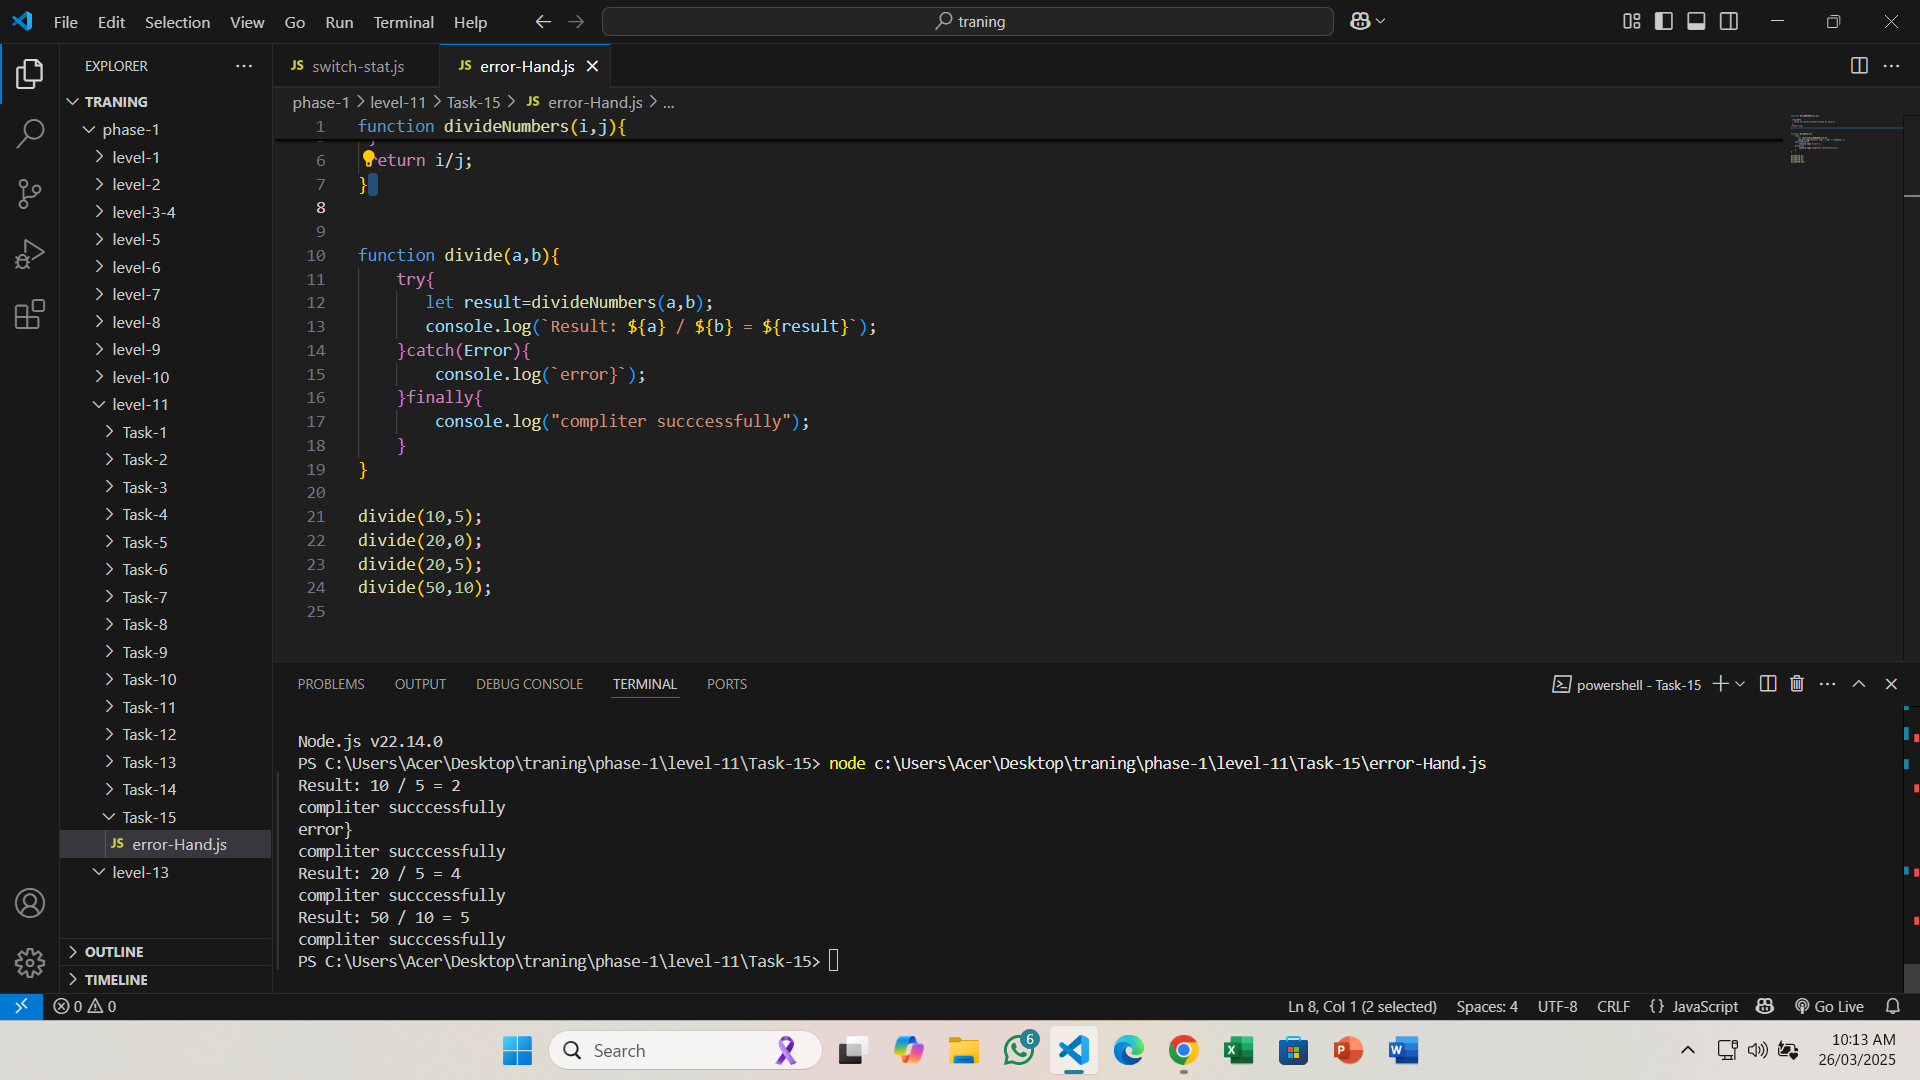 File Edit Selection View Go Run Terminal Help
traning
EXPLORER
TRANING
phase-1
level-1
level-2
level-3-4
level-5
level-6
level-7
level-8
level-9
level-10
level-11
Task-1
Task-2
Task-3
Task-4
Task-5
Task-6
Task-7
Task-8
Task-9
Task-10
Task-11
Task-12
Task-13
Task-14
Task-15
JS error-Hand.js
level-13
OUTLINE
TIMELINE
JS switch-stat.js
JS error-Hand.js
phase-1 > level-11 > Task-15 > JS error-Hand.js > ...
1 function divideNumbers(i,j){
6 return i/j;
7 }
8
9
10 function divide(a,b){
11 try{
12 let result=divideNumbers(a,b);
13 console.log(`Result: ${a} / ${b} = ${result}`);
14 }catch(Error){
15 console.log(`error}`);
16 }finally{
17 console.log("compliter succcessfully");
18 }
19 }
20
21 divide(10,5);
22 divide(20,0);
23 divide(20,5);
24 divide(50,10);
25
PROBLEMS OUTPUT DEBUG CONSOLE TERMINAL PORTS
powershell - Task-15
Node.js v22.14.0
PS C:\Users\Acer\Desktop\traning\phase-1\level-11\Task-15> node c:\Users\Acer\Desktop\traning\phase-1\level-11\Task-15\error-Hand.js
Result: 10 / 5 = 2
compliter succcessfully
error}
compliter succcessfully
Result: 20 / 5 = 4
compliter succcessfully
Result: 50 / 10 = 5
compliter succcessfully
PS C:\Users\Acer\Desktop\traning\phase-1\level-11\Task-15>
0 0
Ln 8, Col 1 (2 selected) Spaces: 4 UTF-8 CRLF {} JavaScript Go Live
Search
6
10:13 AM
26/03/2025